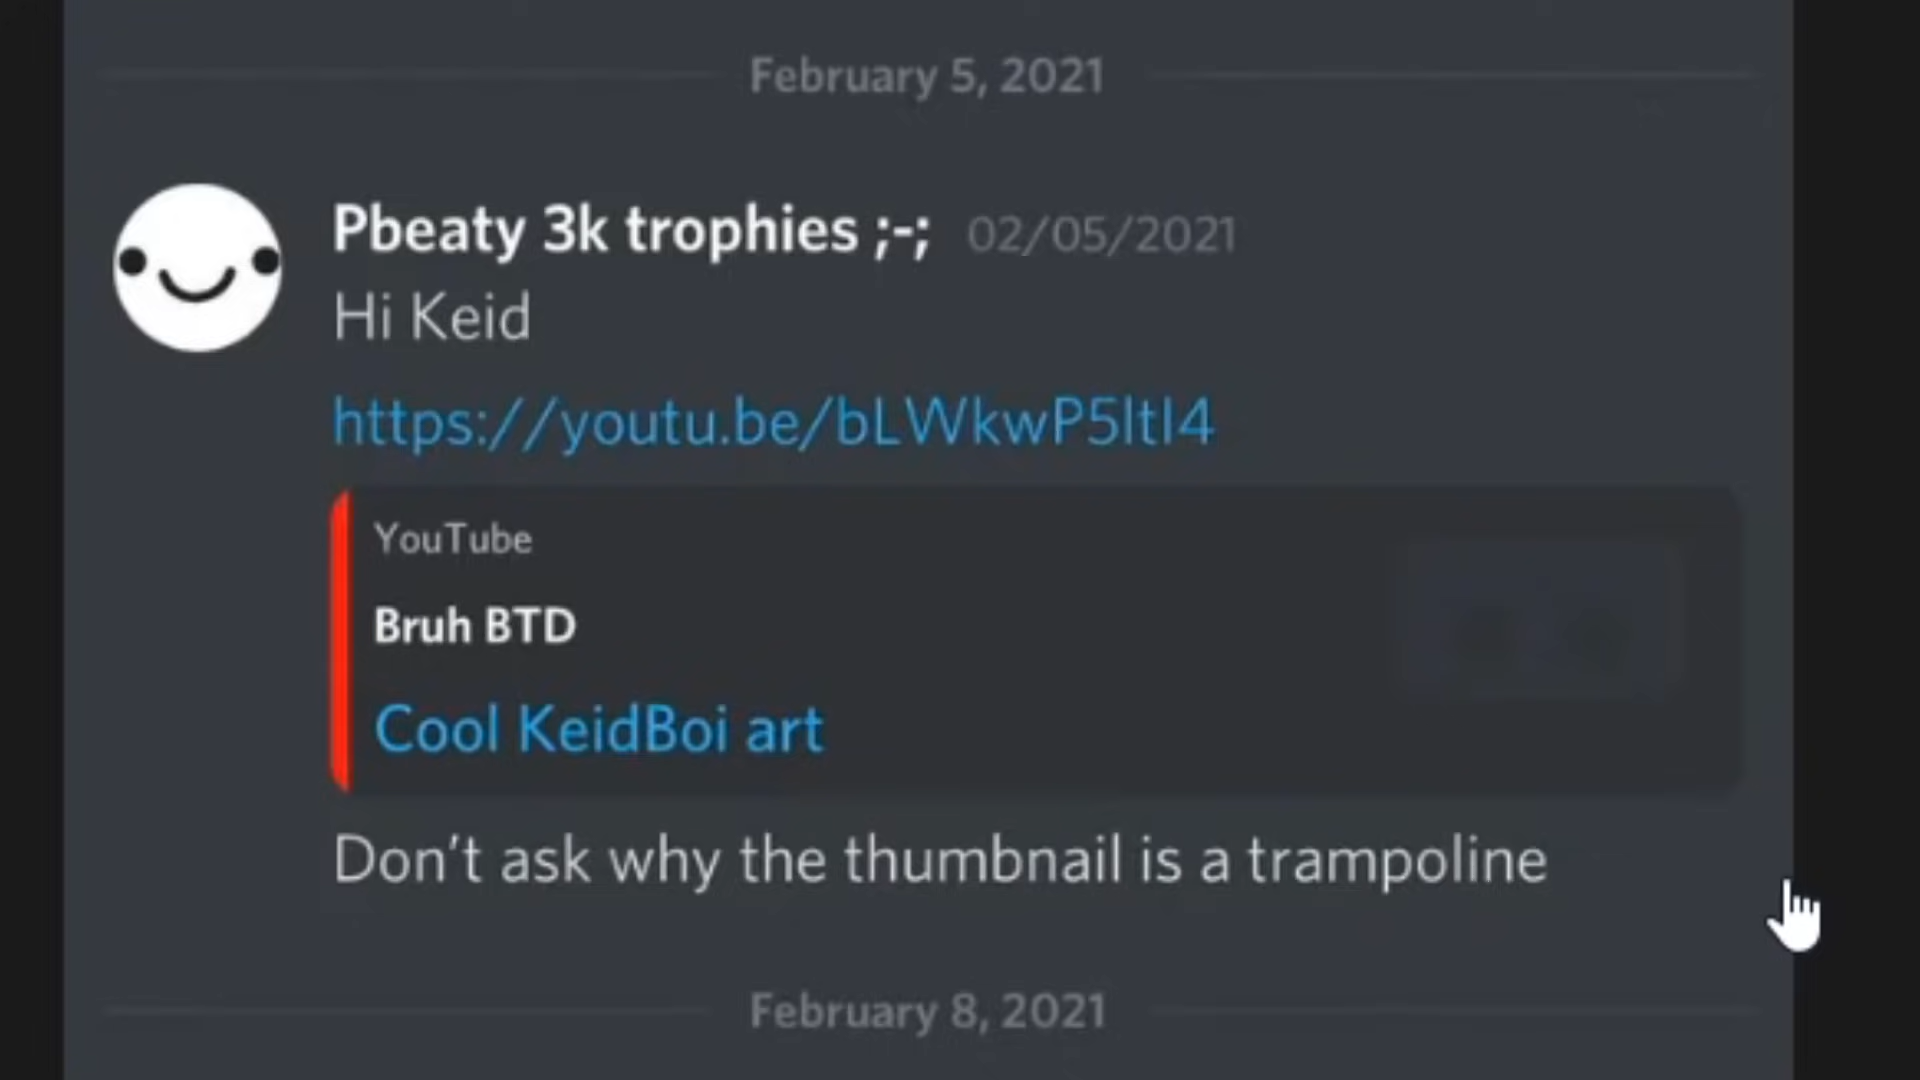 February 5, 2021
Pbeaty 3k trophies ;-; 02/05/2021
Hi Keid
https://youtu.be/bLWkwP5ltl4
YouTube
Bruh BTD
Cool KeidBoi art
Don't ask why the thumbnail is a trampoline
February 8, 2021